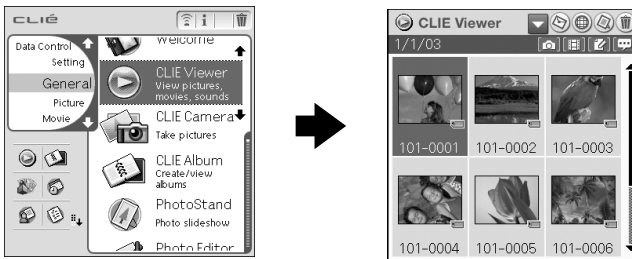 CLIÉ
Data Control
Setting
General
Picture
Movie
Welcome
CLIE Viewer
View pictures,
movies, sounds
CLIE Camera
Take pictures
CLIE Album
Create/view
albums
PhotoStand
Photo slideshow
Photo Editor
CLIE Viewer
1/1/03
101-0001
101-0002
101-0003
101-0004
101-0005
101-0006